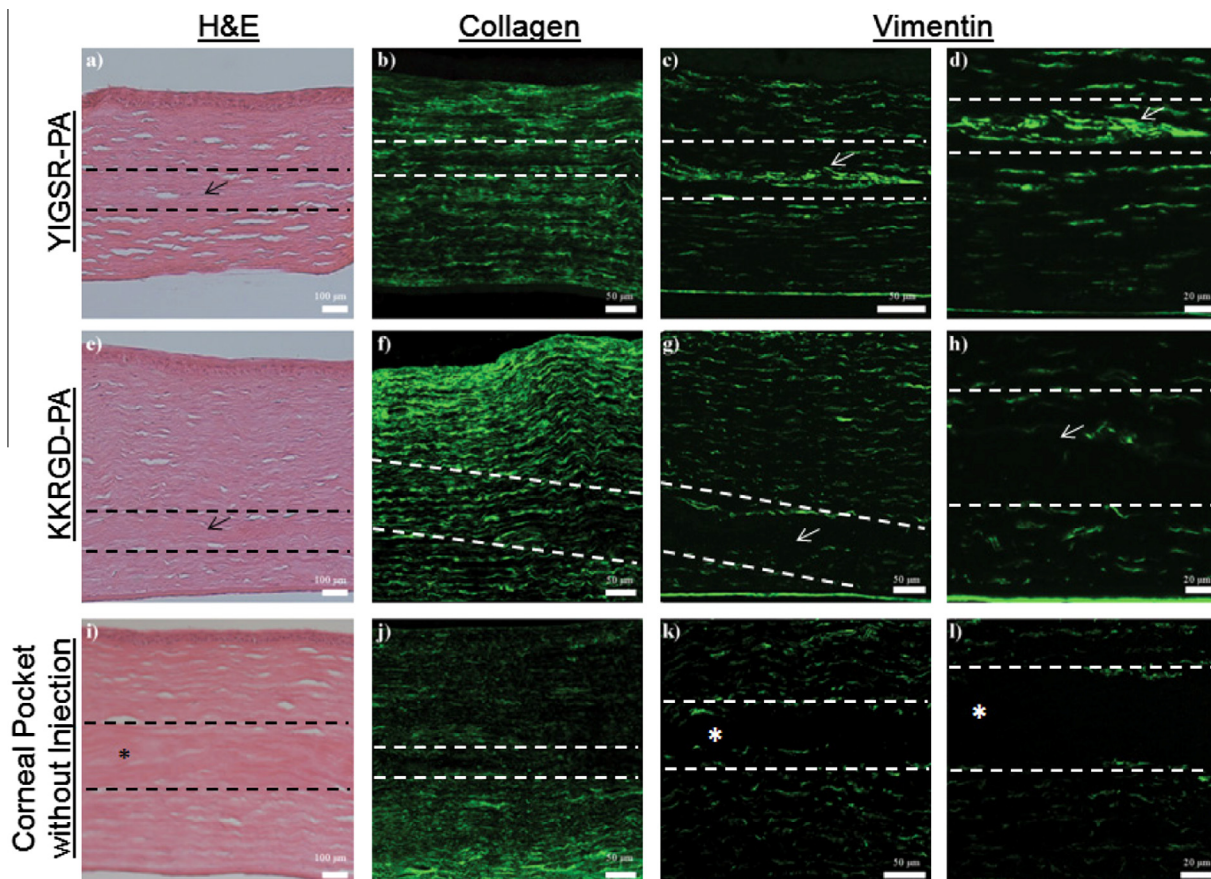 H&E Collagen Vimentin
YIGSR-PA
a) b) c) d)
100 µm 50 µm 50 µm 20 µm
KKRGD-PA
e) f) g) h)
100 µm 50 µm 50 µm 20 µm
Corneal Pocket
without Injection
i) j) k) l)
*
*
*
100 µm 50 µm 50 µm 20 µm